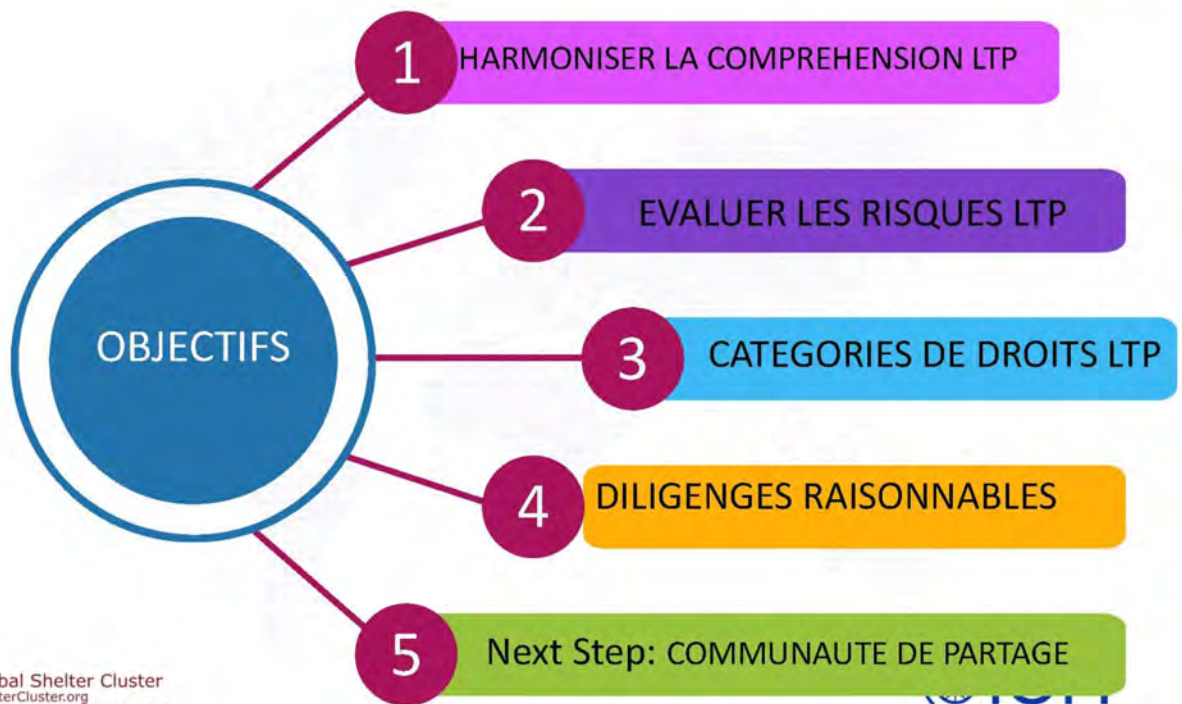 1 HARMONISER LA COMPREHENSION LTP
2 EVALUER LES RISQUES LTP
OBJECTIFS
3 CATEGORIES DE DROITS LTP
4 DILIGENGES RAISONNABLES
5 Next Step: COMMUNAUTE DE PARTAGE
bal Shelter Cluster
terCluster.org